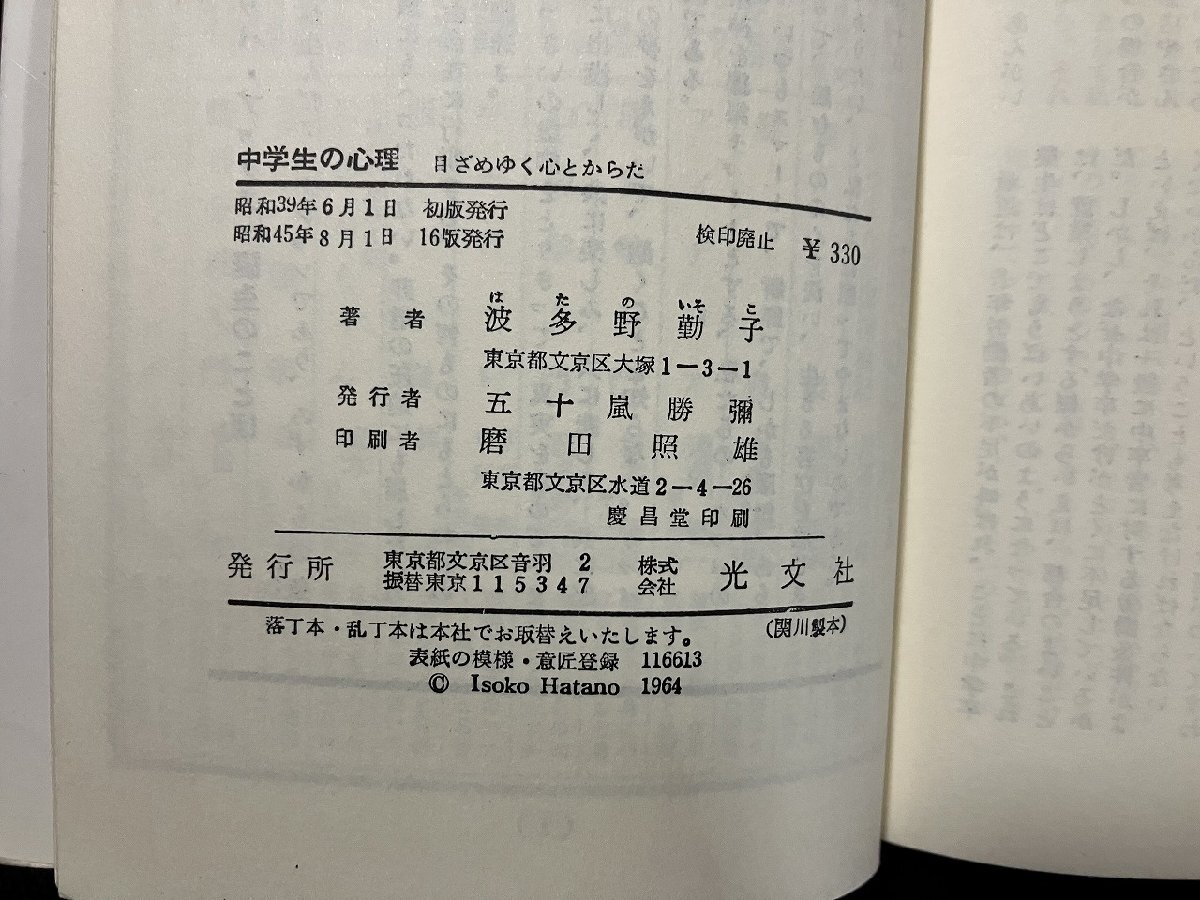 中学生の心理　目ざめゆく心とからだ
昭和39年6月1日　初版発行
昭和45年8月1日　16版発行　検印廃止　￥330
は　た　の　いそ　こ
著者　波多野勤子
東京都文京区大塚1－3－1
発行者　五十嵐勝彌
印刷者　磨田照雄
東京都文京区水道2－4－26
慶昌堂印刷
発行所　東京都文京区音羽　2　株式　光文社
振替東京115347　会社
落丁本・乱丁本は本社でお取替えいたします。　（関川製本）
表紙の模様・意匠登録　116613
© Isoko Hatano 1964